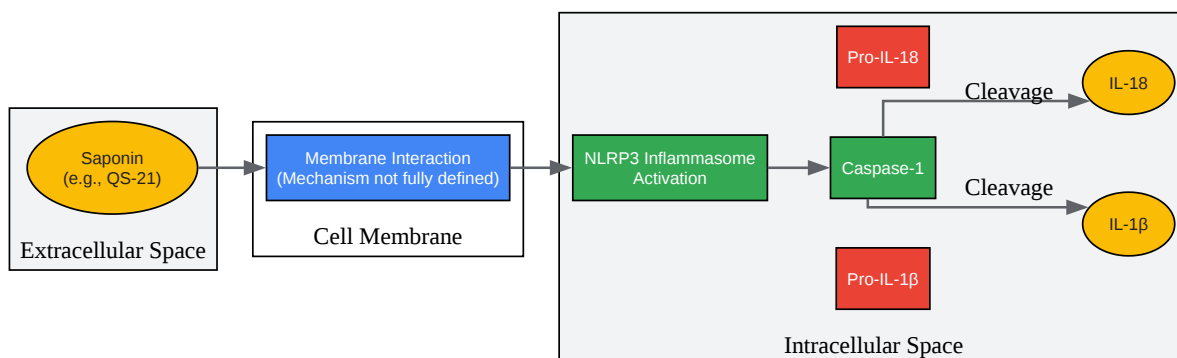 Saponin
(e.g., QS-21)
Extracellular Space
Membrane Interaction
(Mechanism not fully defined)
Cell Membrane
NLRP3 Inflammasome
Activation
Pro-IL-18
Caspase-1
Pro-IL-1β
Cleavage
IL-18
Cleavage
IL-1β
Intracellular Space